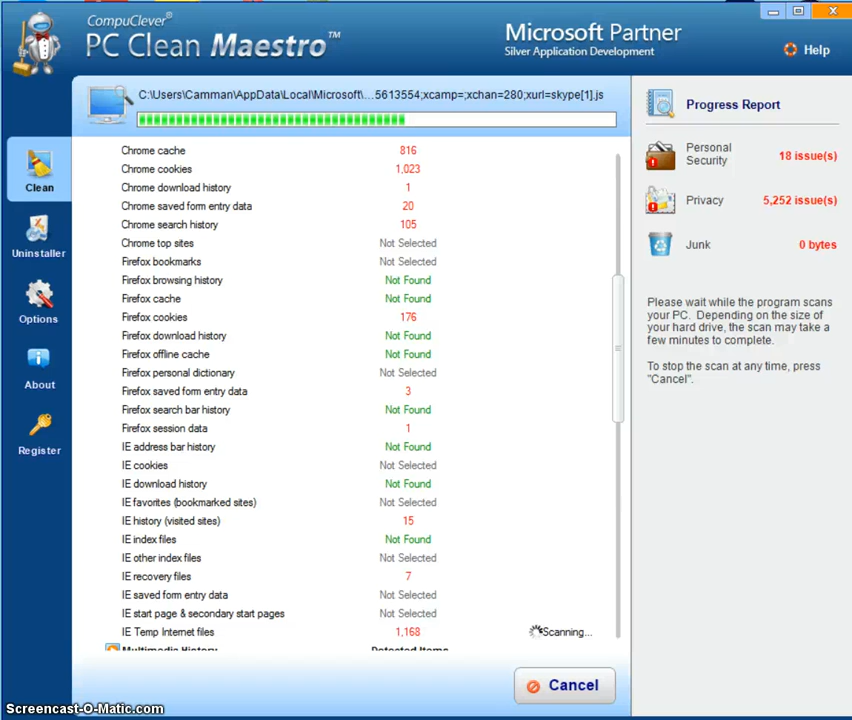 CompuClever®
PC Clean Maestro™
Microsoft Partner
Silver Application Development
Help
C:\Users\Camman\AppData\Local\Microsoft\...5613554;xcamp=;xchan=280;xurl=skype[1].js
Clean
Uninstaller
Options
About
Register
Chrome cache 816
Chrome cookies 1,023
Chrome download history 1
Chrome saved form entry data 20
Chrome search history 105
Chrome top sites Not Selected
Firefox bookmarks Not Selected
Firefox browsing history Not Found
Firefox cache Not Found
Firefox cookies 176
Firefox download history Not Found
Firefox offline cache Not Found
Firefox personal dictionary Not Selected
Firefox saved form entry data 3
Firefox search bar history Not Found
Firefox session data 1
IE address bar history Not Found
IE cookies Not Selected
IE download history Not Found
IE favorites (bookmarked sites) Not Selected
IE history (visited sites) 15
IE index files Not Found
IE other index files Not Selected
IE recovery files 7
IE saved form entry data Not Selected
IE start page & secondary start pages Not Selected
IE Temp Internet files 1,168 Scanning...
Multimedia History Detected Items
Cancel
Progress Report
Personal
Security
18 issue(s)
Privacy 5,252 issue(s)
Junk 0 bytes
Please wait while the program scans
your PC. Depending on the size of
your hard drive, the scan may take a
few minutes to complete.
To stop the scan at any time, press
"Cancel".
Screencast-O-Matic.com